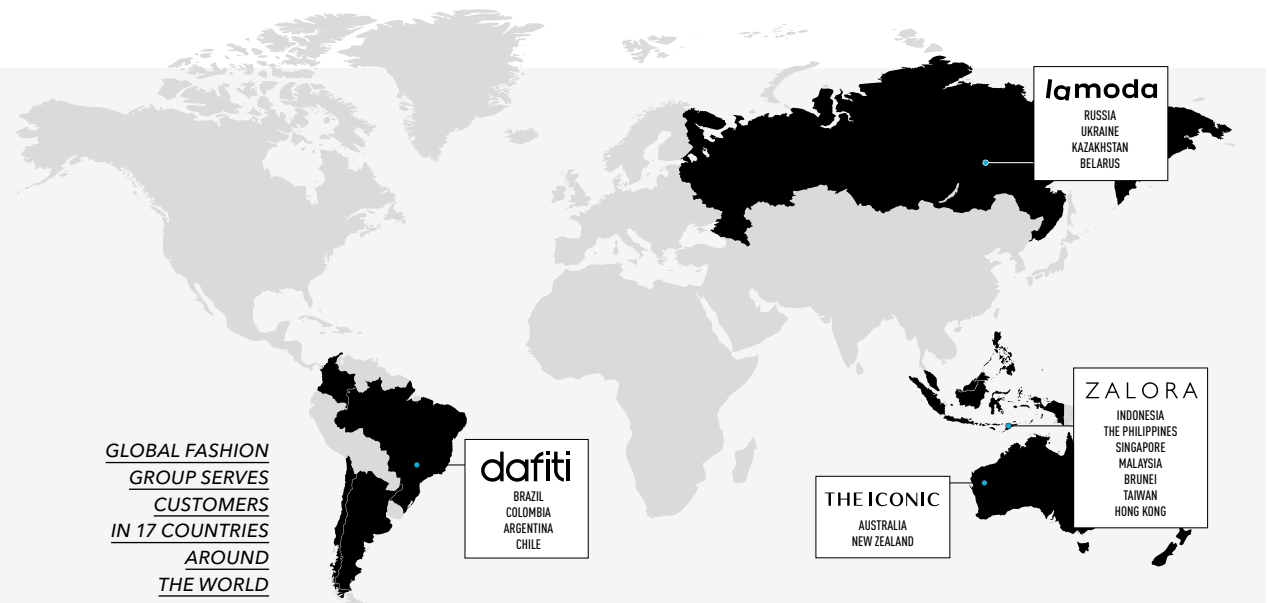 lamoda
RUSSIA
UKRAINE
KAZAKHSTAN
BELARUS
ZALORA
INDONESIA
THE PHILIPPINES
SINGAPORE
MALAYSIA
BRUNEI
TAIWAN
HONG KONG
GLOBAL FASHION
GROUP SERVES
CUSTOMERS
IN 17 COUNTRIES
AROUND
THE WORLD
dafiti
BRAZIL
COLOMBIA
ARGENTINA
CHILE
THE ICONIC
AUSTRALIA
NEW ZEALAND